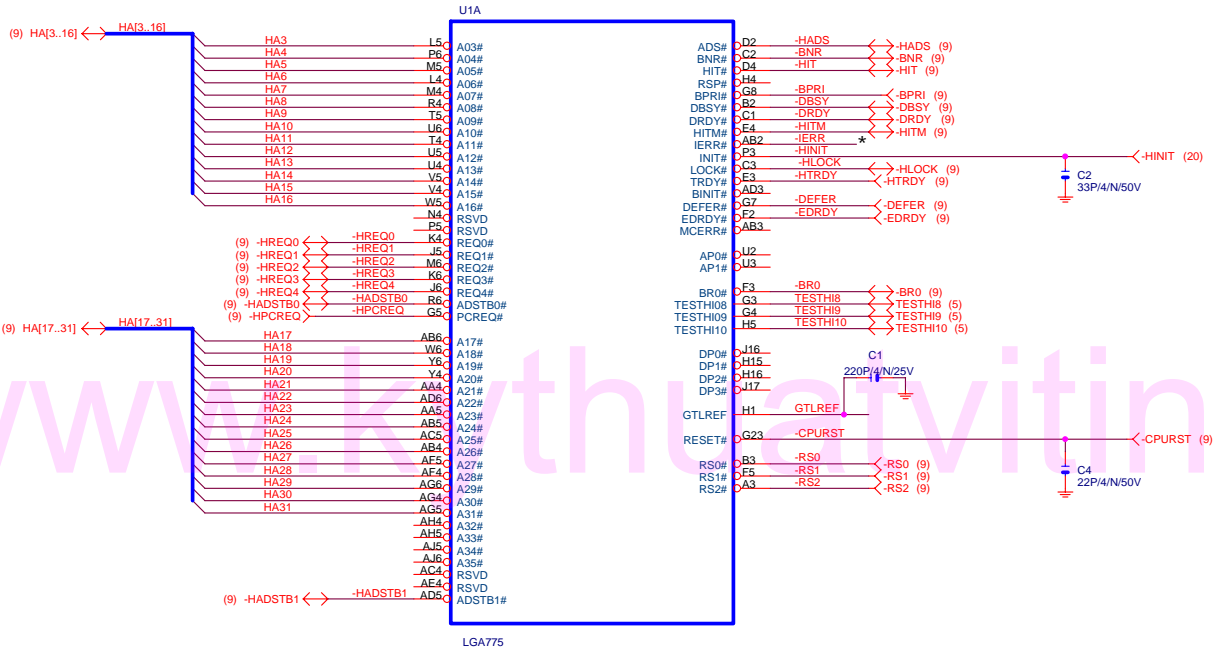 U1A
(9) HA[3..16] HA[3..16]
HA3 L5 A03# ADS# D2 -HADS -HADS (9)
HA4 P6 A04# BNR# C2 -BNR -BNR (9)
HA5 M5 A05# HIT# D4 -HIT -HIT (9)
HA6 L4 A06# RSP# H4
HA7 M4 A07# BPRI# G8 -BPRI -BPRI (9)
HA8 R4 A08# DBSY# B2 -DBSY -DBSY (9)
HA9 T5 A09# DRDY# C1 -DRDY -DRDY (9)
HA10 U6 A10# HITM# E4 -HITM -HITM (9)
HA11 T4 A11# IERR# AB2 -IERR *
HA12 U5 A12# INIT# P3 -HINIT -HINIT (20)
HA13 U4 A13# LOCK# C3 -HLOCK -HLOCK (9)
HA14 V5 A14# TRDY# E3 -HTRDY -HTRDY (9)
C2
33P/4/N/50V
HA15 V4 A15# BINIT# AD3
HA16 W5 A16# DEFER# G7 -DEFER -DEFER (9)
N4 RSVD EDRDY# F2 -EDRDY -EDRDY (9)
P5 RSVD MCERR# AB3
(9) -HREQ0 -HREQ0 K4 REQ0#
(9) -HREQ1 -HREQ1 J5 REQ1# AP0# U2
(9) -HREQ2 -HREQ2 M6 REQ2# AP1# U3
(9) -HREQ3 -HREQ3 K6 REQ3#
(9) -HREQ4 -HREQ4 J6 REQ4# BR0# F3 -BR0 -BR0 (9)
(9) -HADSTB0 -HADSTB0 R6 ADSTB0# TESTHI08 G3 TESTHI8 TESTHI8 (5)
(9) -HPCREQ -HPCREQ G5 PCREQ# TESTHI09 G4 TESTHI9 TESTHI9 (5)
(9) HA[17..31] HA[17..31] TESTHI10 H5 TESTHI10 TESTHI10 (5)
HA17 AB6 A17#
HA18 W6 A18# DP0# J16
HA19 Y6 A19# DP1# H15
HA20 Y4 A20# DP2# H16
HA21 AA4 A21# DP3# J17
C1
220P/4/N/25V
HA22 AD6 A22#
HA23 AA5 A23# GTLREF H1 GTLREF
HA24 AB5 A24#
HA25 AC5 A25# RESET# G23 -CPURST -CPURST (9)
HA26 AB4 A26#
HA27 AF5 A27# RS0# B3 -RS0 -RS0 (9)
HA28 AF4 A28# RS1# F5 -RS1 -RS1 (9)
HA29 AG6 A29# RS2# A3 -RS2 -RS2 (9)
C4
22P/4/N/50V
HA30 AG4 A30#
HA31 AG5 A31#
AH4 A32#
AH5 A33#
AJ5 A34#
AJ6 A35#
AC4 RSVD
AE4 RSVD
(9) -HADSTB1 -HADSTB1 AD5 ADSTB1#
LGA775
www.kythuatvitin